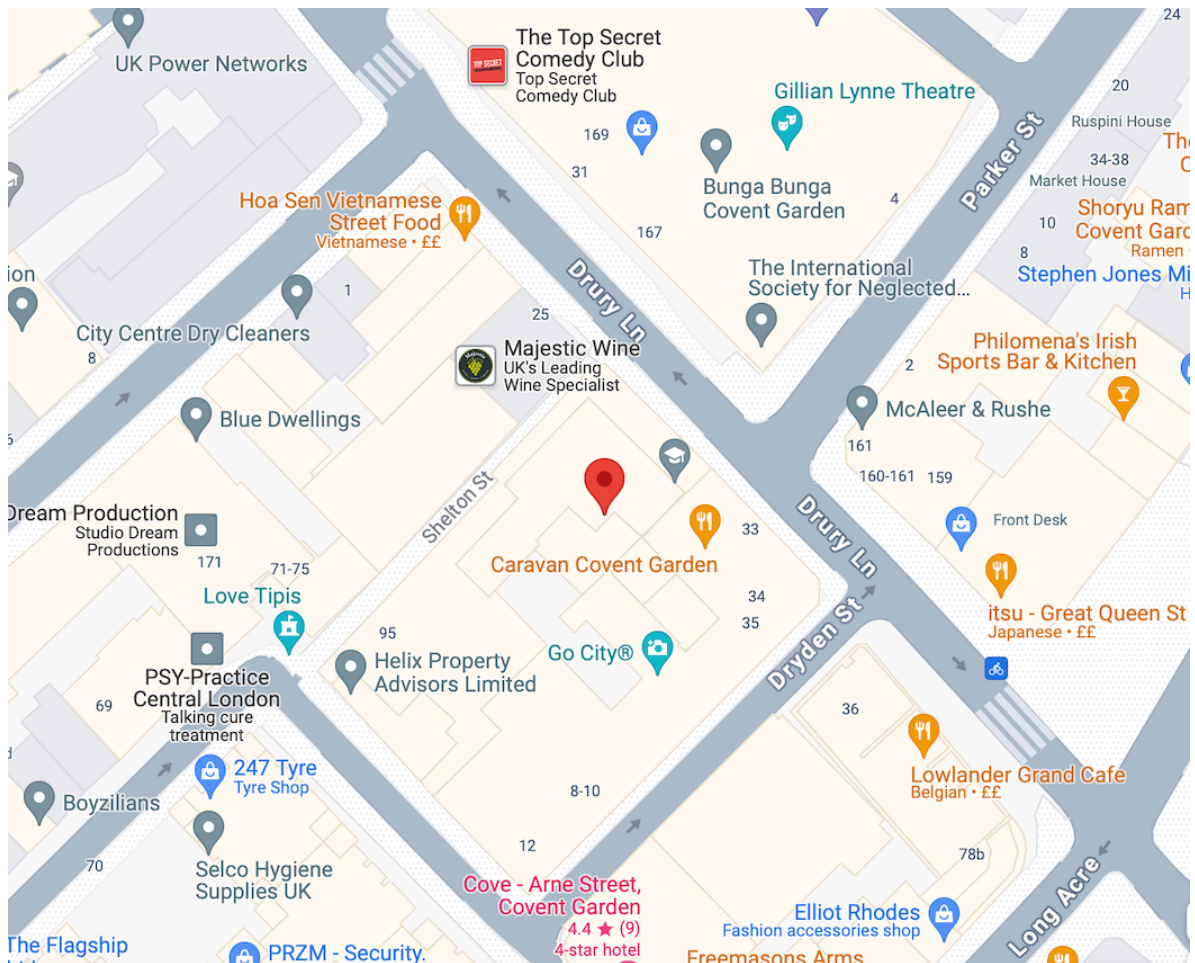 24
UK Power Networks
TOP SECRET
The Top Secret
Comedy Club
Top Secret
Comedy Club
Gillian Lynne Theatre
20
Ruspini House
169
31
167
Bunga Bunga
Covent Garden
4
Parker St
34-38
Market House
10
8
Shoryu Ram
Covent Gard
Ramen
Stephen Jones Mi
Hoa Sen Vietnamese
Street Food
Vietnamese • ££
ion
1
City Centre Dry Cleaners
8
Drury Ln
The International
Society for Neglected...
25
Majestic
Majestic Wine
UK's Leading
Wine Specialist
Philomena's Irish
Sports Bar & Kitchen
2
McAleer & Rushe
161
160-161
159
Blue Dwellings
Shelton St
Dream Production
Studio Dream
Productions
171
71-75
Love Tipis
Caravan Covent Garden
33
34
35
Drury Ln
Front Desk
itsu - Great Queen St
Japanese • ££
95
Helix Property
Advisors Limited
Go City®
Dryden St
PSY-Practice
Central London
Talking cure
treatment
69
36
Lowlander Grand Cafe
Belgian • ££
247 Tyre
Tyre Shop
Boyzilians
8-10
12
78b
70
Selco Hygiene
Supplies UK
Cove - Arne Street,
Covent Garden
4.4 ★ (9)
4-star hotel
Elliot Rhodes
Fashion accessories shop
Long Acre
The Flagship
PRZM - Security.
Freemasons Arms